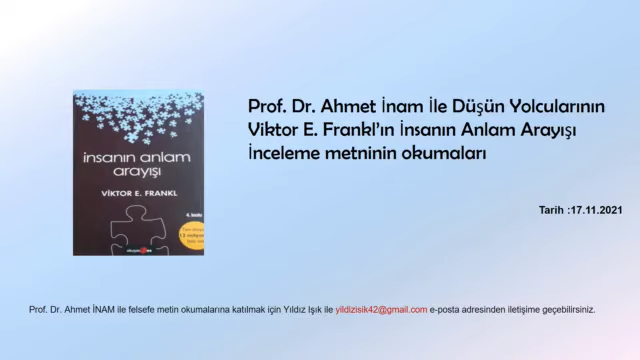 Prof. Dr. Ahmet İnam İle Düşün Yolcularının
Viktor E. Frankl'ın İnsanın Anlam Arayışı
İnceleme metninin okumaları
insanın anlam
arayışı
VİKTOR E. FRANKL
4. baskı
Tarih :17.11.2021
Prof. Dr. Ahmet İNAM ile felsefe metin okumalarına katılmak için Yıldız Işık ile yildizisik42@gmail.com e-posta adresinden iletişime geçebilirsiniz.